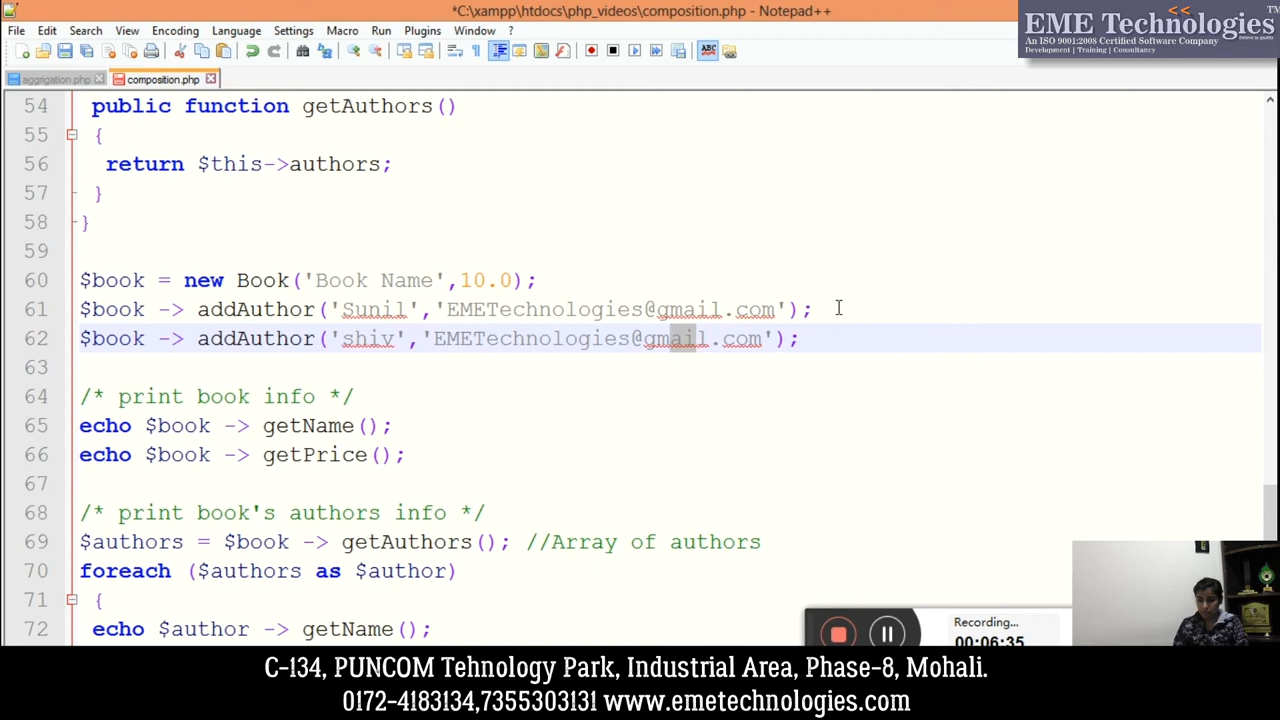 *C:\xampp\htdocs\php_videos\composition.php - Notepad++
EME Technologies™
An ISO 9001:2008 Certified Software Company
Development | Training | Consultancy
File Edit Search View Encoding Language Settings Macro Run Plugins Window ?
ABC
aggrigation.php composition.php
54 public function getAuthors()
55 {
56 return $this->authors;
57 }
58 }
59
60 $book = new Book('Book Name',10.0);
61 $book -> addAuthor('Sunil','EMETechnologies@gmail.com');
62 $book -> addAuthor('shiv','EMETechnologies@gmail.com');
63
64 /* print book info */
65 echo $book -> getName();
66 echo $book -> getPrice();
67
68 /* print book's authors info */
69 $authors = $book -> getAuthors(); //Array of authors
70 foreach ($authors as $author)
71 {
72 echo $author -> getName();
Recording...
00:06:35
C-134, PUNCOM Tehnology Park, Industrial Area, Phase-8, Mohali.
0172-4183134,7355303131 www.emetechnologies.com